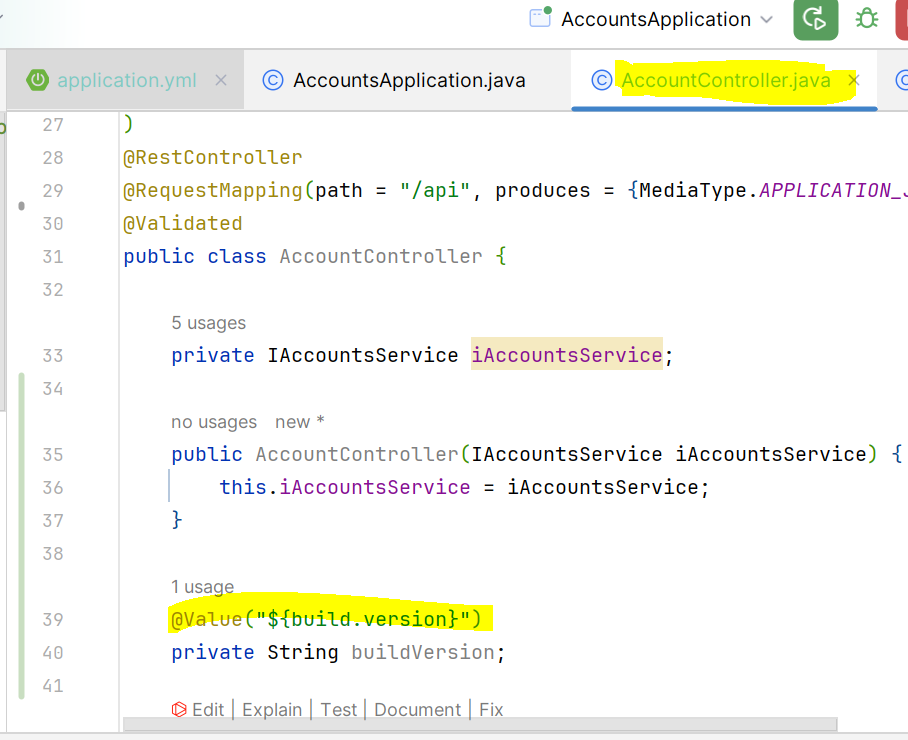 AccountsApplication
application.yml
AccountsApplication.java
AccountController.java
27 )
28 @RestController
29 @RequestMapping(path = "/api", produces = {MediaType.APPLICATION_
30 @Validated
31 public class AccountController {
32
5 usages
33 private IAccountsService iAccountsService;
34
no usages new *
35 public AccountController(IAccountsService iAccountsService) {
36 this.iAccountsService = iAccountsService;
37 }
38
1 usage
39 @Value("${build.version}")
40 private String buildVersion;
41
Edit | Explain | Test | Document | Fix